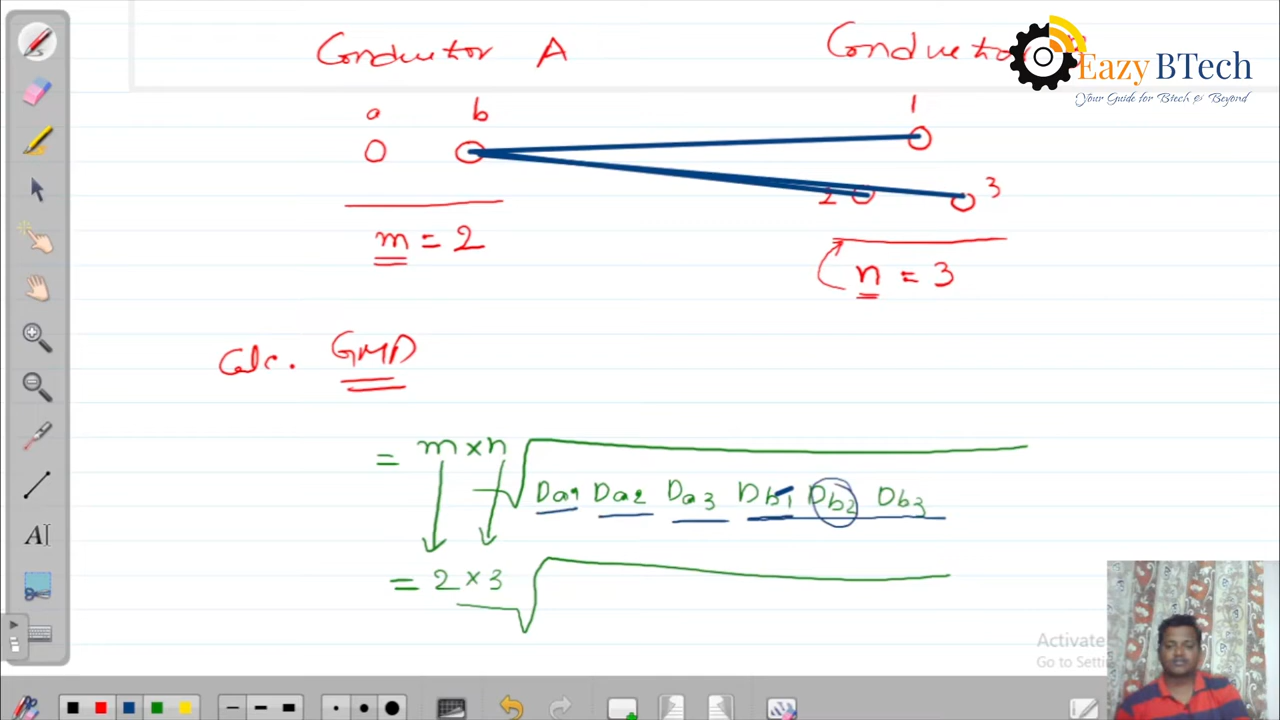 Conductor A
Conductor
Eazy BTech
Your Guide for Btech & Beyond
a b 1
2 3
m = 2
n = 3
Calc. GMD
= m × n √ Da1 Da2 Da3 Db1 Db2 Db3
= 2 × 3 √
Activate
Go to Setti
A